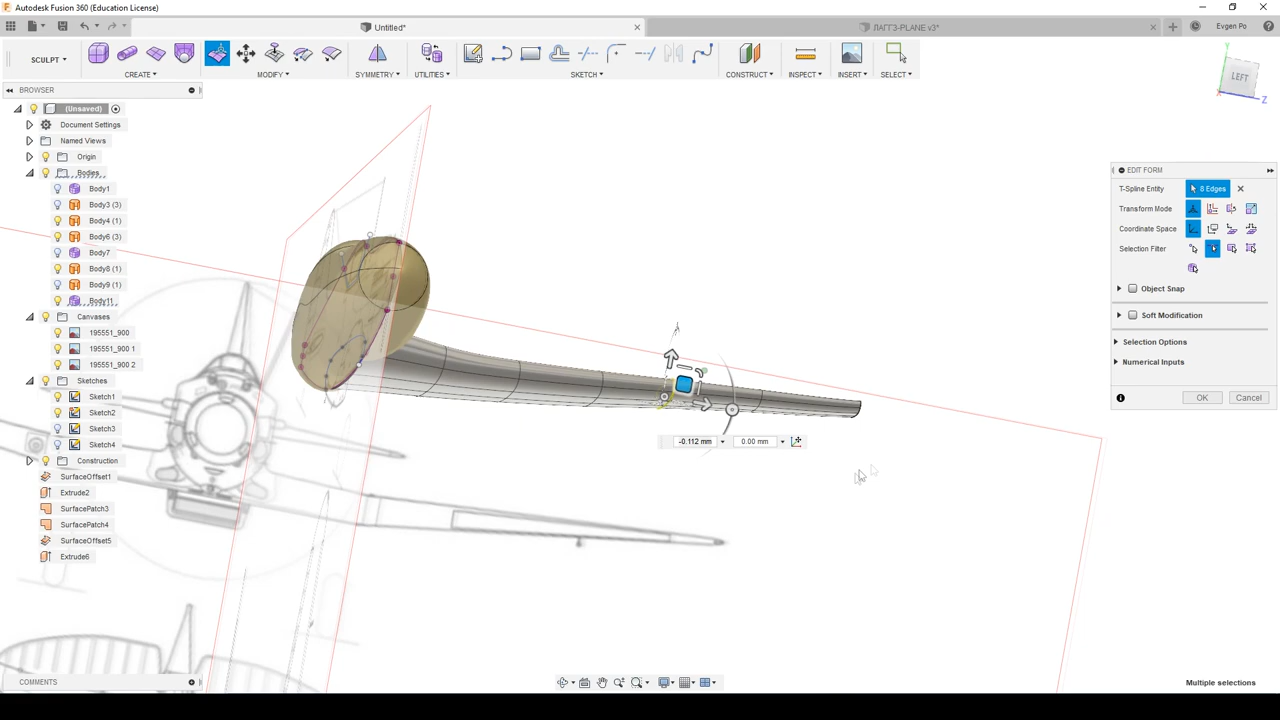 Autodesk Fusion 360 (Education License)
Untitled*
ЛАГГ3-PLANE v3*
Evgen Po
SCULPT
CREATE
MODIFY
SYMMETRY
UTILITIES
SKETCH
CONSTRUCT
INSPECT
INSERT
SELECT
BROWSER
(Unsaved)
Document Settings
Named Views
Origin
Bodies
Body1
Body3 (3)
Body4 (1)
Body6 (3)
Body7
Body8 (1)
Body9 (1)
Body11
Canvases
195551_900
195551_900 1
195551_900 2
Sketches
Sketch1
Sketch2
Sketch3
Sketch4
Construction
SurfaceOffset1
Extrude2
SurfacePatch3
SurfacePatch4
SurfaceOffset5
Extrude6
COMMENTS
Y
LEFT
X
Z
EDIT FORM
T-Spline Entity
8 Edges
Transform Mode
Coordinate Space
Selection Filter
Object Snap
Soft Modification
Selection Options
Numerical Inputs
OK
Cancel
-0.112 mm
0.00 mm
Multiple selections